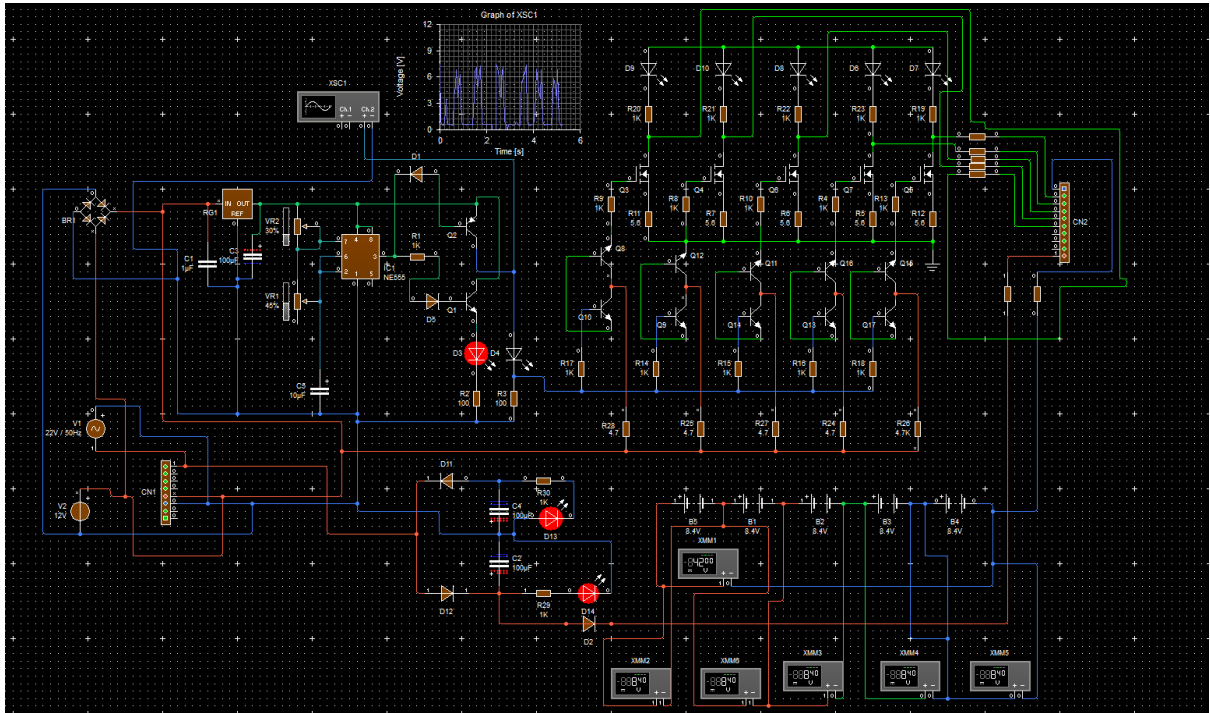 Graph of XSC1
12
9
6
3
0
Voltage [V]
0 2 4 6
Time [s]
XSC1
Ch.1 Ch.2
D9
D10
D8
D6
D7
R20
1K
R21
1K
R22
1K
R23
1K
R19
1K
D1
BR1
RG1
IN OUT
REF
VR2
30%
C1
1µF
C3
100µF
VR1
45%
7 4 8
6 3
2 1 5
IC1
NE555
R1
1K
Q2
Q1
D5
D3
D4
R2
100
R3
100
C5
10µF
Q3
Q4
Q6
Q7
R9
1K
R11
5.6
R8
1K
R7
5.6
R10
1K
R6
5.6
R4
1K
R5
5.6
R13
1K
R12
5.6
CN2
Q8
Q12
Q11
Q16
Q15
Q10
Q9
Q14
Q13
Q17
R17
1K
R14
1K
R15
1K
R16
1K
R18
1K
R28
4.7
R25
4.7
R27
4.7
R24
4.7
R26
4.7K
V1
22V / 50Hz
V2
12V
CN1
D11
R30
1K
C4
100µF
D13
C2
100µF
D12
R29
1K
D14
D2
B5
8.4V
B1
8.4V
B2
8.4V
B3
8.4V
B4
8.4V
XMM1
XMM2
XMM6
XMM3
XMM4
XMM5